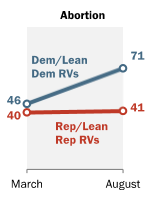 Abortion
Dem/Lean
Dem RVs
71
46
40
41
Rep/Lean
Rep RVs
March August